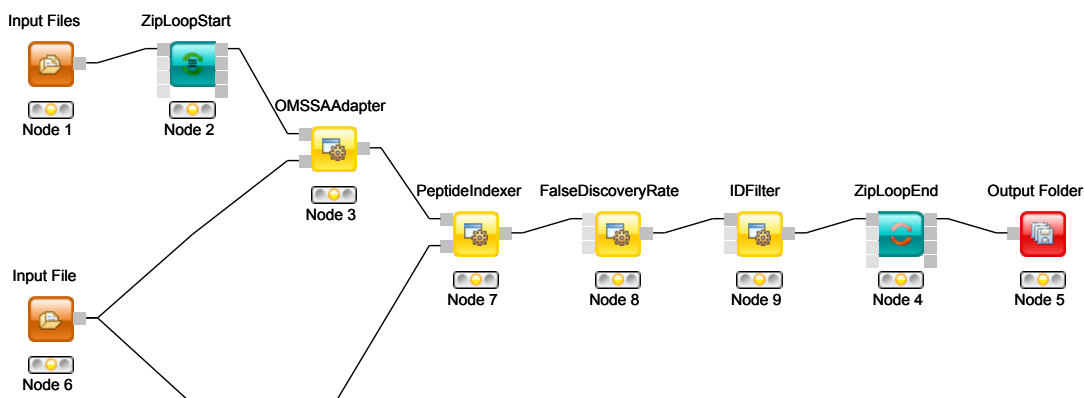 Input Files
Node 1
ZipLoopStart
Node 2
OMSSAAdapter
Node 3
Input File
Node 6
PeptideIndexer
Node 7
FalseDiscoveryRate
Node 8
IDFilter
Node 9
ZipLoopEnd
Node 4
Output Folder
Node 5